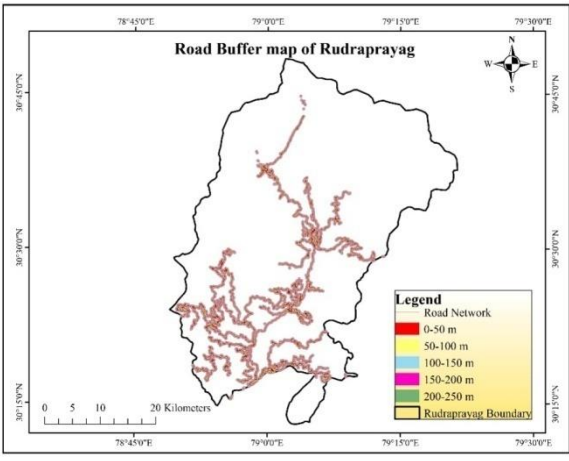 78°45'0"E 79°0'0"E 79°15'0"E 79°30'0"E
Road Buffer map of Rudraprayag
N
W E
S
30°45'0"N 30°45'0"N
30°30'0"N 30°30'0"N
30°15'0"N 30°15'0"N
Legend
Road Network
0-50 m
50-100 m
100-150 m
150-200 m
200-250 m
Rudraprayag Boundary
0 5 10 20 Kilometers
78°45'0"E 79°0'0"E 79°15'0"E 79°30'0"E